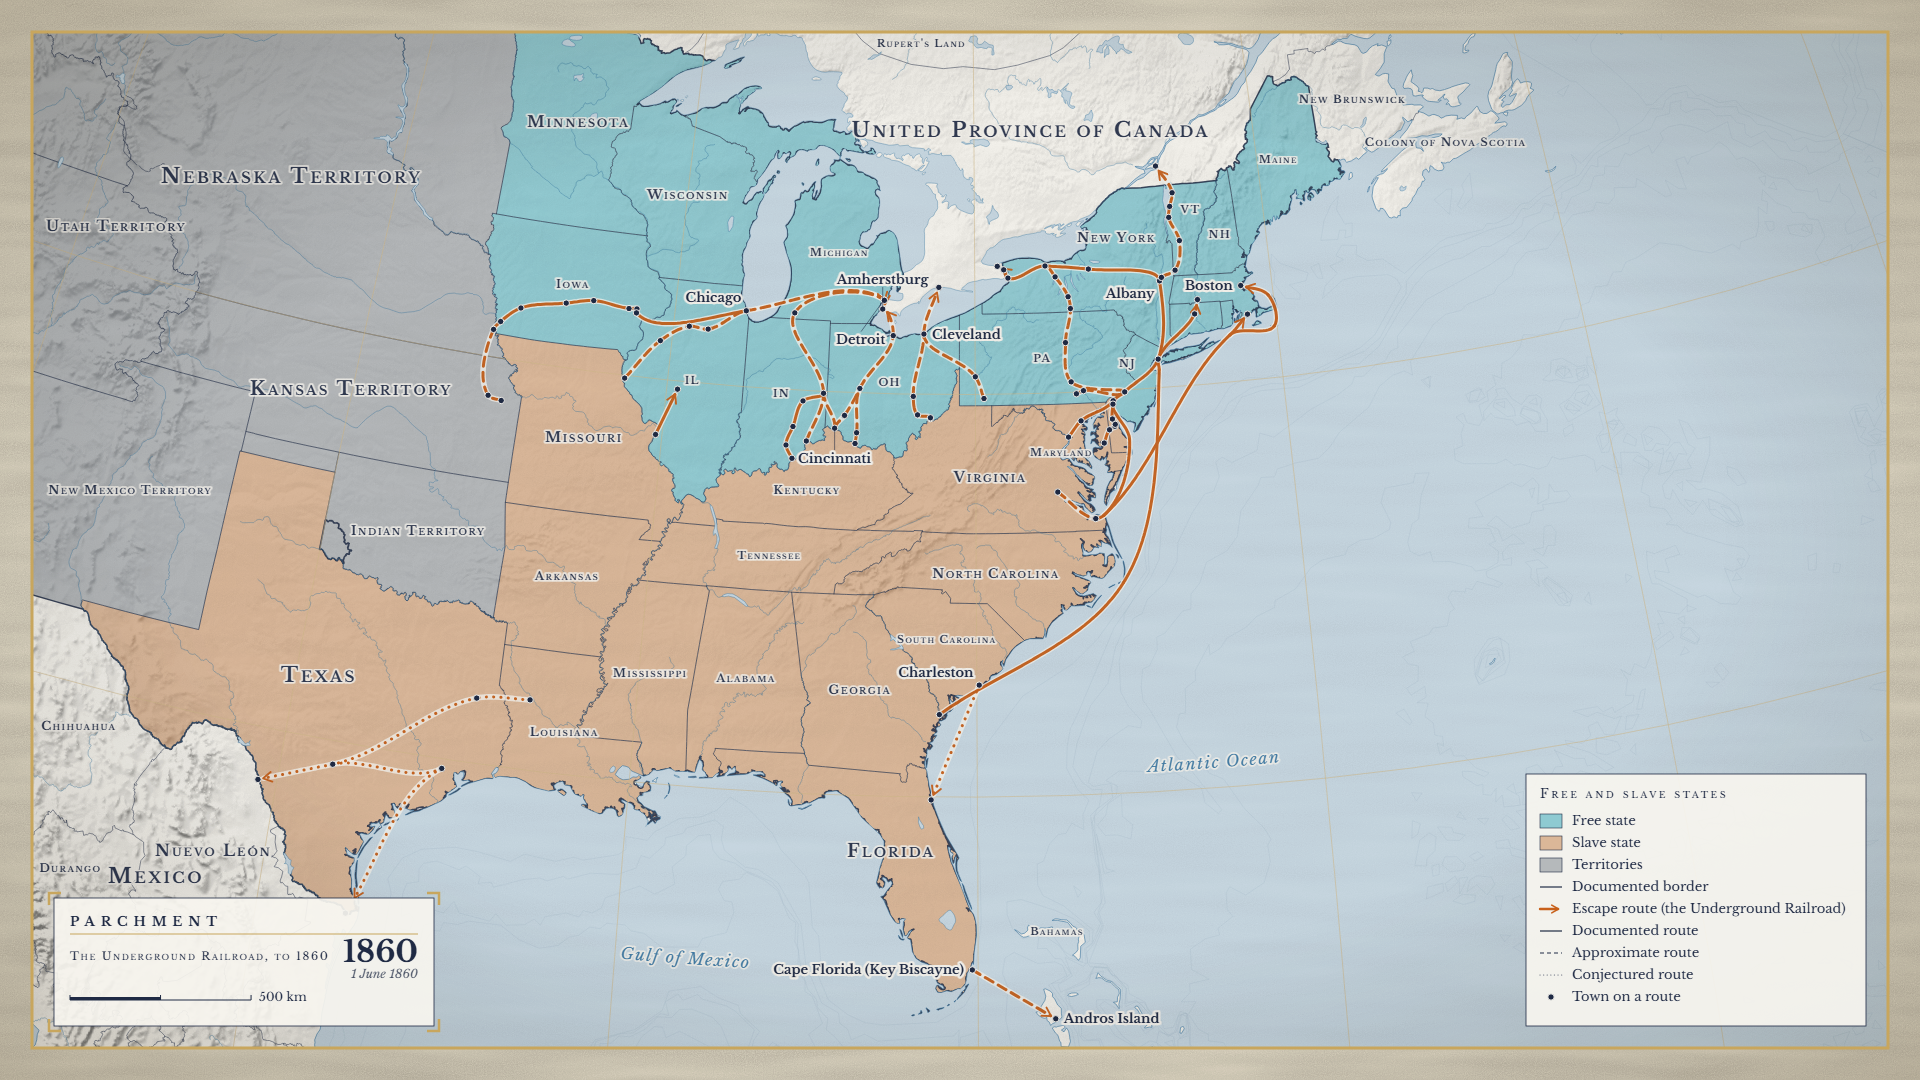 Rupert's Land
New Brunswick
United Province of Canada
Colony of Nova Scotia
Minnesota
Maine
Nebraska Territory
Wisconsin
VT
Utah Territory
New York
NH
Michigan
Amherstburg
Iowa
Chicago
Albany
Boston
Detroit
Cleveland
PA
NJ
Kansas Territory
IL
IN
OH
Missouri
Maryland
Cincinnati
Virginia
New Mexico Territory
Kentucky
Indian Territory
Tennessee
Arkansas
North Carolina
South Carolina
Texas
Mississippi
Alabama
Charleston
Georgia
Chihuahua
Louisiana
Atlantic Ocean
Nuevo León
Durango
Mexico
Florida
Bahamas
Gulf of Mexico
Cape Florida (Key Biscayne)
Andros Island
PARCHMENT
The Underground Railroad, to 1860
1860
1 June 1860
500 km
Free and slave states
Free state
Slave state
Territories
Documented border
Escape route (the Underground Railroad)
Documented route
Approximate route
Conjectured route
Town on a route